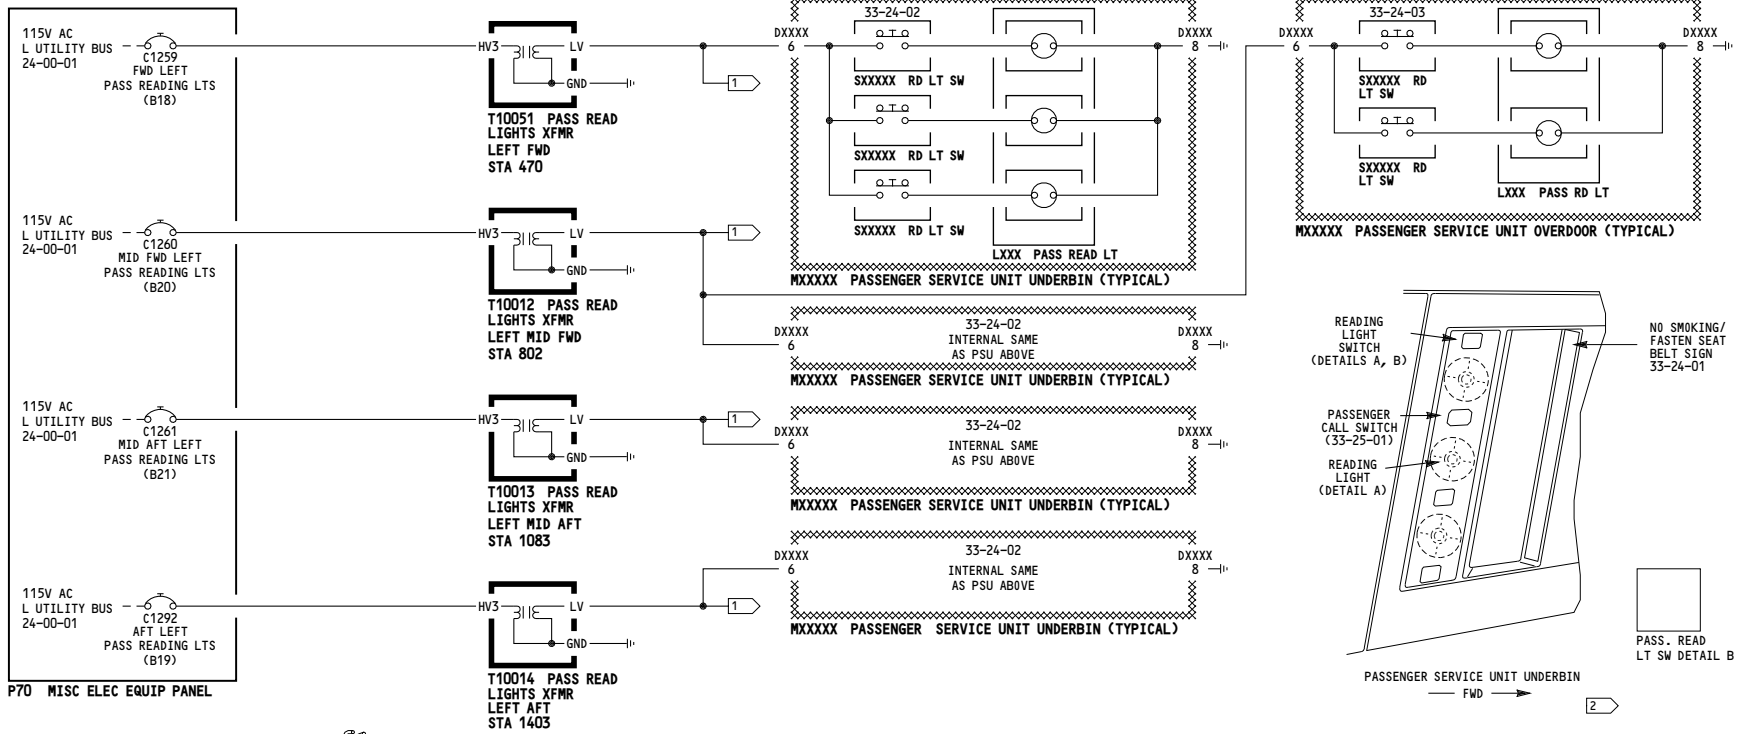 115V AC
L UTILITY BUS
24-00-01
C1259
FWD LEFT
PASS READING LTS
(B18)
HV3
LV
GND
T10051 PASS READ
LIGHTS XFMR
LEFT FWD
STA 470
1
115V AC
L UTILITY BUS
24-00-01
C1260
MID FWD LEFT
PASS READING LTS
(B20)
HV3
LV
GND
T10012 PASS READ
LIGHTS XFMR
LEFT MID FWD
STA 802
1
115V AC
L UTILITY BUS
24-00-01
C1261
MID AFT LEFT
PASS READING LTS
(B21)
HV3
LV
GND
T10013 PASS READ
LIGHTS XFMR
LEFT MID AFT
STA 1083
1
115V AC
L UTILITY BUS
24-00-01
C1292
AFT LEFT
PASS READING LTS
(B19)
HV3
LV
GND
T10014 PASS READ
LIGHTS XFMR
LEFT AFT
STA 1403
1
P70 MISC ELEC EQUIP PANEL
33-24-02
DXXXX
6
DXXXX
8
SXXXXX RD LT SW
SXXXXX RD LT SW
SXXXXX RD LT SW
LXXX PASS READ LT
MXXXXX PASSENGER SERVICE UNIT UNDERBIN (TYPICAL)
DXXXX
6
33-24-02
INTERNAL SAME
AS PSU ABOVE
DXXXX
8
MXXXXX PASSENGER SERVICE UNIT UNDERBIN (TYPICAL)
DXXXX
6
33-24-02
INTERNAL SAME
AS PSU ABOVE
DXXXX
8
MXXXXX PASSENGER SERVICE UNIT UNDERBIN (TYPICAL)
DXXXX
6
33-24-02
INTERNAL SAME
AS PSU ABOVE
DXXXX
8
MXXXXX PASSENGER SERVICE UNIT UNDERBIN (TYPICAL)
33-24-03
DXXXX
6
DXXXX
8
SXXXXX RD
LT SW
SXXXXX RD
LT SW
LXXX PASS RD LT
MXXXXX PASSENGER SERVICE UNIT OVERDOOR (TYPICAL)
READING
LIGHT
SWITCH
(DETAILS A, B)
PASSENGER
CALL SWITCH
(33-25-01)
READING
LIGHT
(DETAIL A)
NO SMOKING/
FASTEN SEAT
BELT SIGN
33-24-01
PASS. READ
LT SW DETAIL B
PASSENGER SERVICE UNIT UNDERBIN
FWD
2